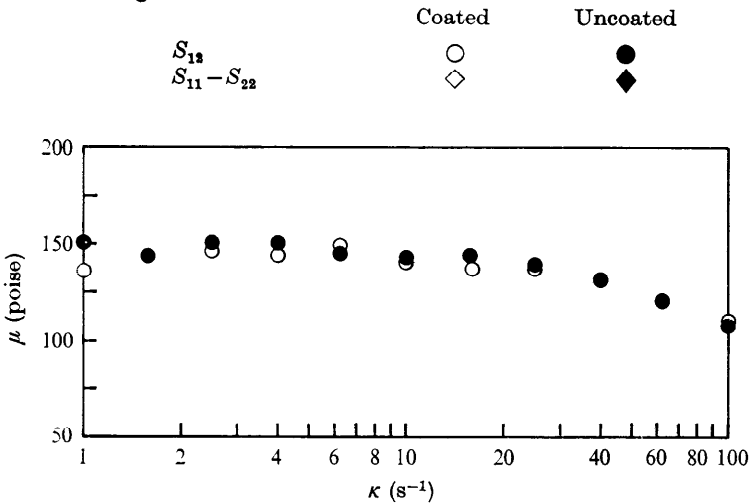 Coated Uncoated
S₁₂
S₁₁ – S₂₂
200
150
100
50
μ (poise)
1 2 4 6 8 10 20 40 60 80 100
κ (s⁻¹)